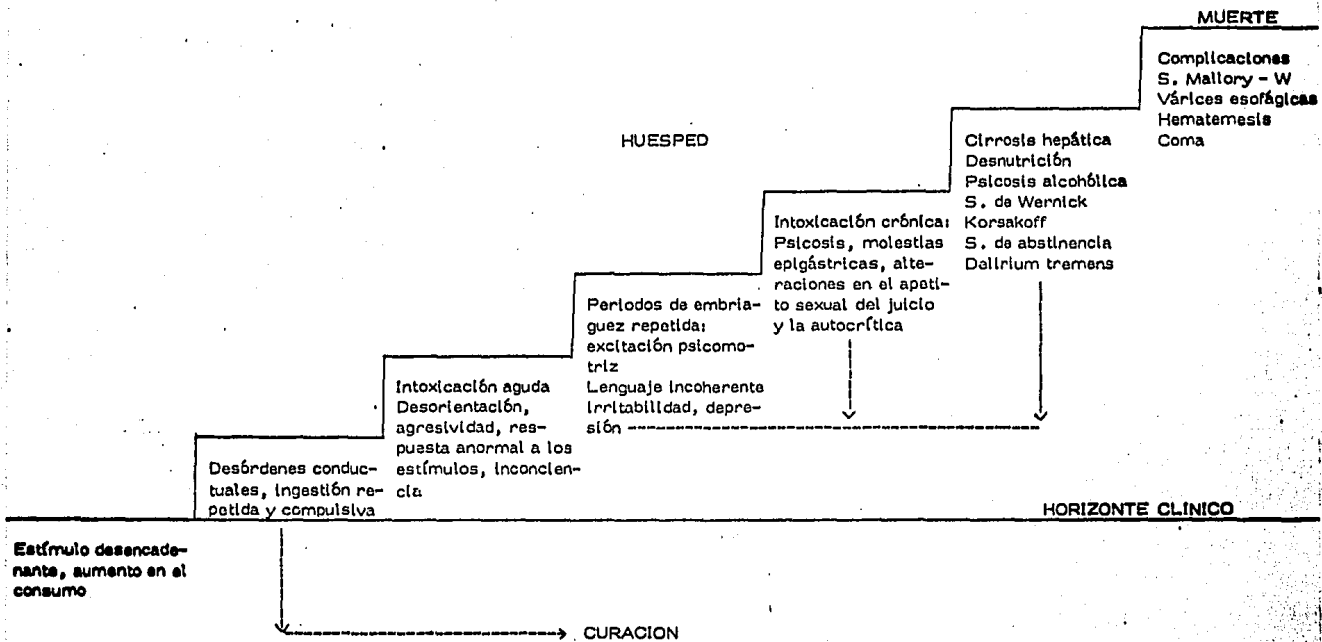 MUERTE
Complicaciones
S. Mallory - W
Várices esofágicas
Hematemesis
Coma
HUESPED
Cirrosis hepática
Desnutrición
Psicosis alcohólica
S. de Wernick
Korsakoff
S. de abstinencia
Dalirium tremens
Intoxicación crónica:
Psicosis, molestias
epigástricas, alte-
raciones en el apeti-
to sexual del juicio
y la autocrítica
Periodos de embria-
guez repetida:
excitación psicomo-
triz
Lenguaje incoherente
irritabilidad, depre-
sión
Intoxicación aguda
Desorientación,
agresividad, res-
puesta anormal a los
estímulos, inconcien-
cia
Desórdenes conduc-
tuales, ingestión re-
petida y compulsiva
HORIZONTE CLINICO
Estímulo desencade-
nante, aumento en el
consumo
CURACION